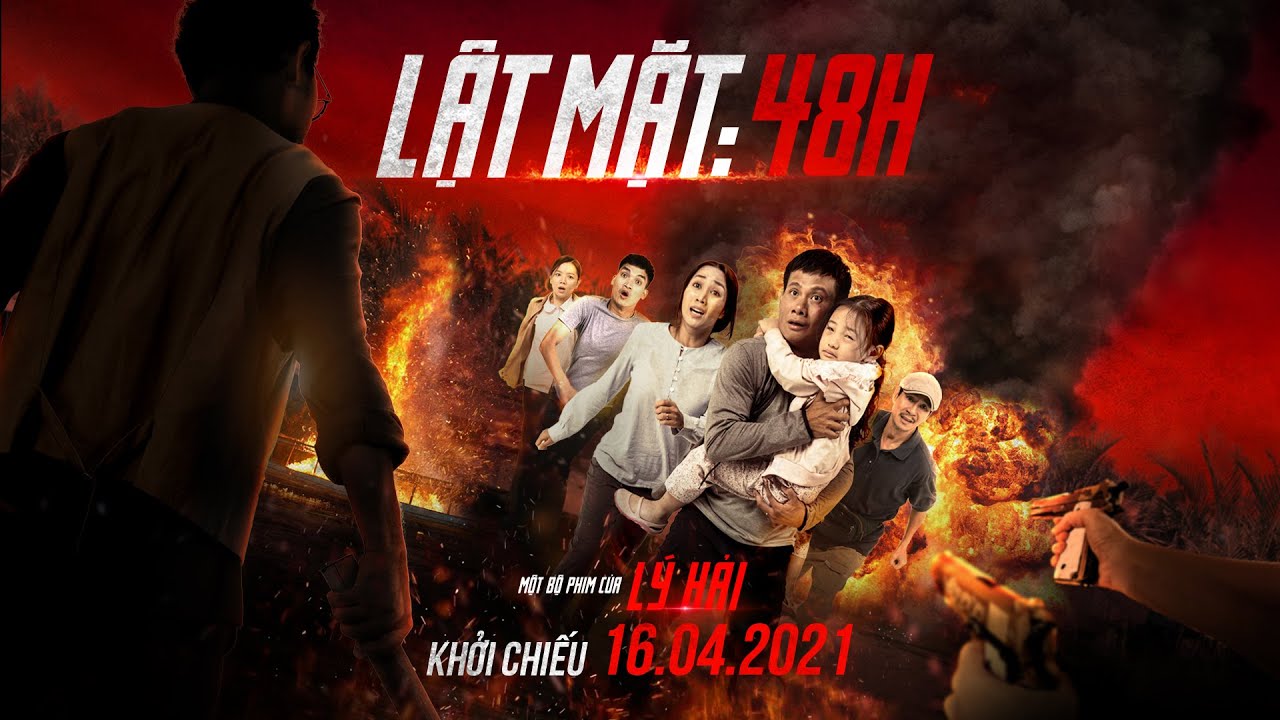 LẬT MẶT: 48H
MỘT BỘ PHIM CỦA LÝ HẢI
KHỞI CHIẾU 16.04.2021